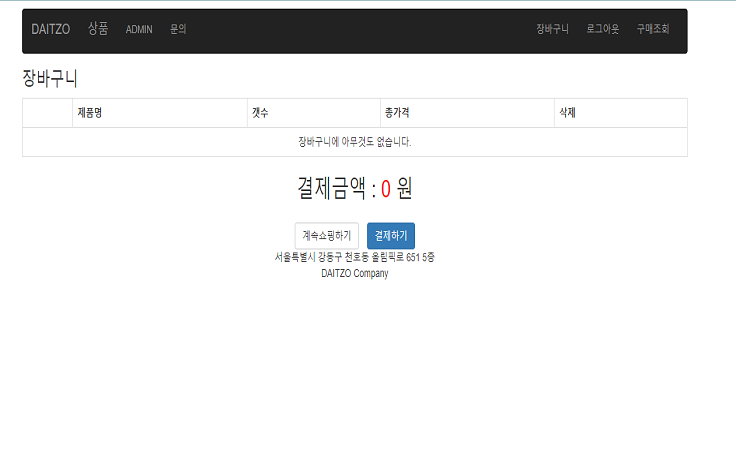 DAITZO 상품 ADMIN 문의 장바구니 로그아웃 구매조회
장바구니
제품명 갯수 총가격 삭제
장바구니에 아무것도 없습니다.
결제금액 : 0 원
계속쇼핑하기 결제하기
서울특별시 강동구 천호동 올림픽로 651 5층
DAITZO Company